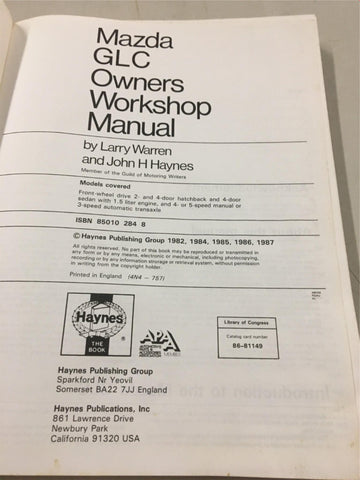 Mazda
GLC
Owners
Workshop
Manual
by Larry Warren
and John H Haynes
Member of the Guild of Motoring Writers
Models covered
Front-wheel drive 2- and 4-door hatchback and 4-door
sedan with 1.5 liter engine, and 4- or 5-speed manual or
3-speed automatic transaxle
ISBN 85010 284 8
© Haynes Publishing Group 1982, 1984, 1985, 1986, 1987
All rights reserved. No part of this book may be reproduced or transmitted in
any form or by any means, electronic or mechanical, including photocopying,
recording or by any information storage or retrieval system, without permission
in writing from the copyright holder.
Printed in England (4N4 - 757)
Haynes
®
THE
BOOK
APAA
AUTOMOTIVE
PARTS &
ACCESSORIES
ASSOCIATION
MEMBER
Library of Congress
Catalog card number
86-81149
Haynes Publishing Group
Sparkford Nr Yeovil
Somerset BA22 7JJ England
Haynes Publications, Inc
861 Lawrence Drive
Newbury Park
California 91320 USA